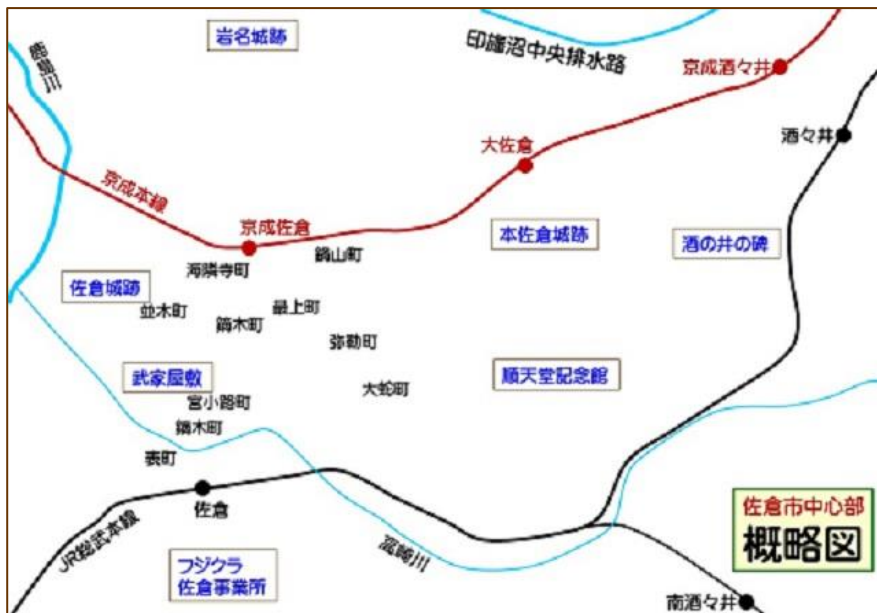 岩名城跡
印旛沼中央排水路
鹿島川
京成酒々井
酒々井
大佐倉
京成本線
京成佐倉
本佐倉城跡
酒の井の碑
鍋山町
海隣寺町
佐倉城跡
並木町
最上町
鏑木町
弥勒町
武家屋敷
順天堂記念館
大蛇町
宮小路町
鏑木町
表町
佐倉
JR総武本線
高崎川
佐倉市中心部
概略図
フジクラ
佐倉事業所
南酒々井